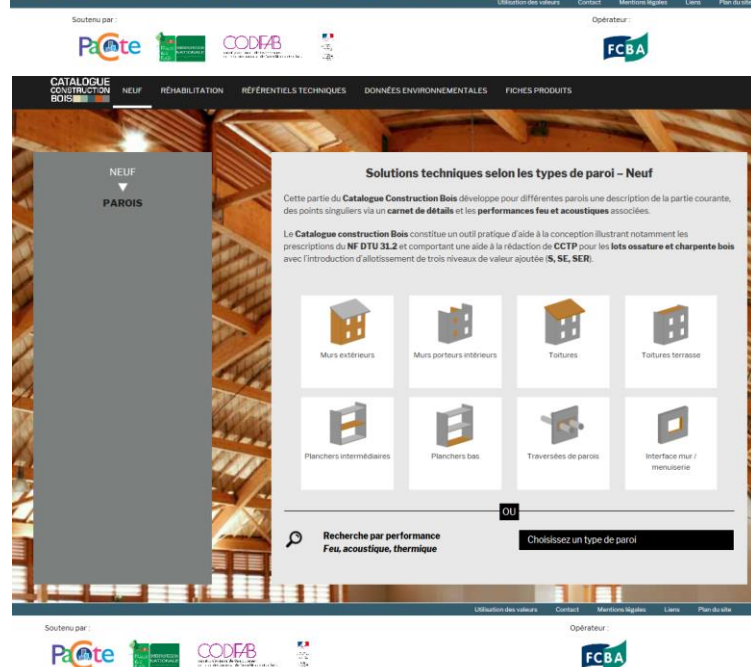 Utilisation des valeurs Contact Mentions légales Liens Plan du site
Soutenu par :
Opérateur :
PaCte
CODIFAB
FCBA
CATALOGUE
CONSTRUCTION
BOIS
NEUF RÉHABILITATION RÉFÉRENTIELS TECHNIQUES DONNÉES ENVIRONNEMENTALES FICHES PRODUITS
NEUF
PAROIS
Solutions techniques selon les types de paroi – Neuf
Cette partie du Catalogue Construction Bois développe pour différentes parois une description de la partie courante,
des points singuliers via un carnet de détails et les performances feu et acoustiques associées.
Le Catalogue construction Bois constitue un outil pratique d'aide à la conception illustrant notamment les
prescriptions du NF DTU 31.2 et comportant une aide à la rédaction de CCTP pour les lots ossature et charpente bois
avec l'introduction d'allotissement de trois niveaux de valeur ajoutée (S, SE, SER).
Murs extérieurs
Murs porteurs intérieurs
Toitures
Toitures terrasse
Planchers intermédiaires
Planchers bas
Traversées de parois
Interface mur /
menuiserie
OU
Recherche par performance
Feu, acoustique, thermique
Choisissez un type de paroi
Utilisation des valeurs Contact Mentions légales Liens Plan du site
Soutenu par :
Opérateur :
PaCte
CODIFAB
FCBA